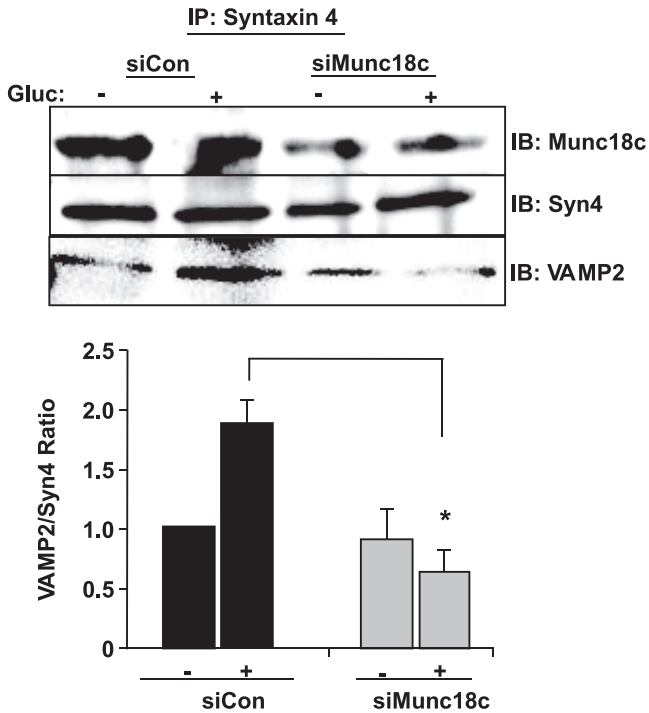 IP: Syntaxin 4
siCon siMunc18c
Gluc: - + - +
IB: Munc18c
IB: Syn4
IB: VAMP2
VAMP2/Syn4 Ratio
2.5
2.0
1.5
1.0
0.5
0
*
- + - +
siCon siMunc18c